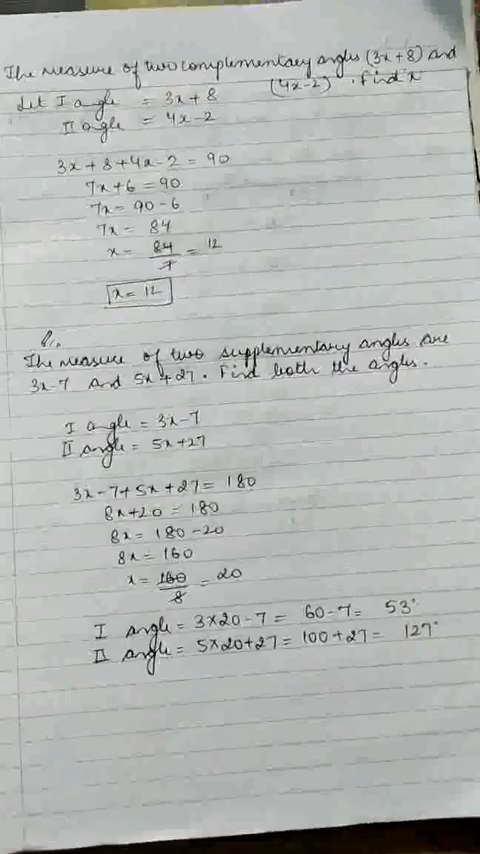 The measure of two complementary angles (3x+8) and
(4x-2). Find x
Let I angle = 3x+8
II angle = 4x-2
3x+8+4x-2 = 90
7x+6 = 90
7x = 90-6
7x = 84
x = 84/7 = 12
x = 12
The measure of two supplementary angles are
3x-7 and 5x+27. Find both the angles.
I angle = 3x-7
II angle = 5x+27
3x-7+5x+27 = 180
8x+20 = 180
8x = 180-20
8x = 160
x = 160/8 = 20
I angle = 3x20-7 = 60-7 = 53°
II angle = 5x20+27 = 100+27 = 127°